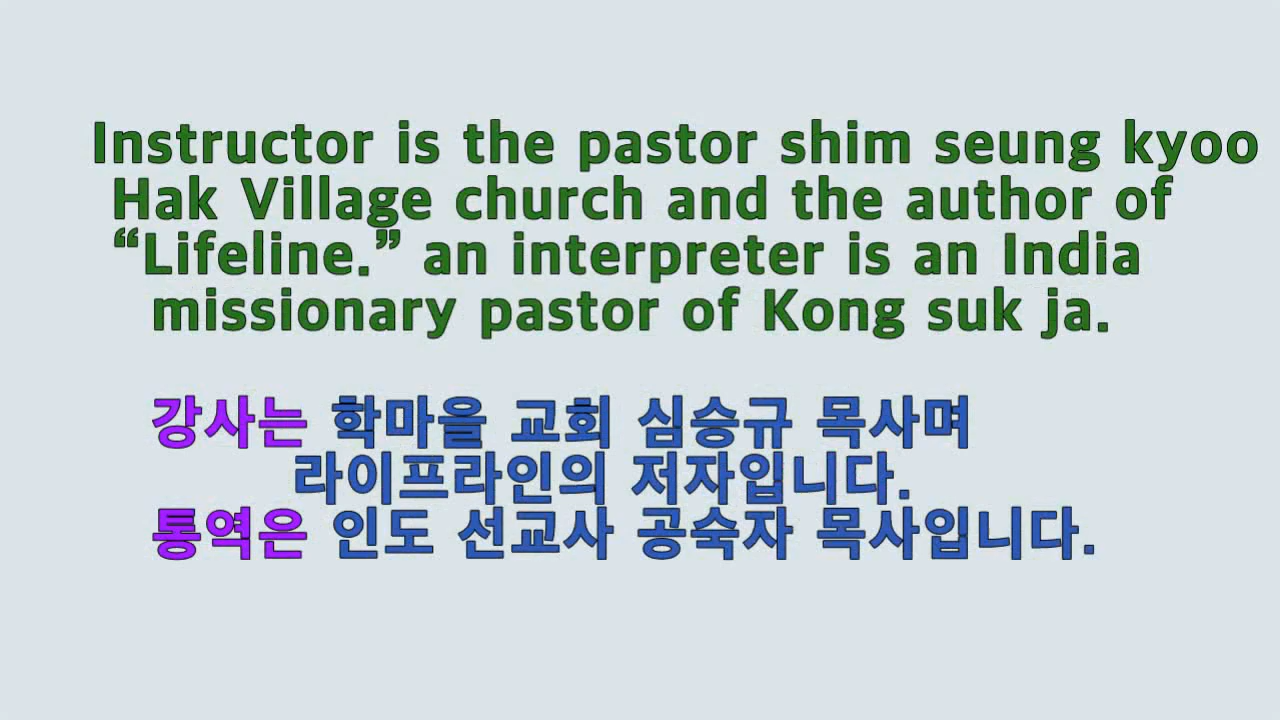 Instructor is the pastor shim seung kyoo
Hak Village church and the author of
“Lifeline.” an interpreter is an India
missionary pastor of Kong suk ja.
강사는 학마을 교회 심승규 목사며
라이프라인의 저자입니다.
통역은 인도 선교사 공숙자 목사입니다.